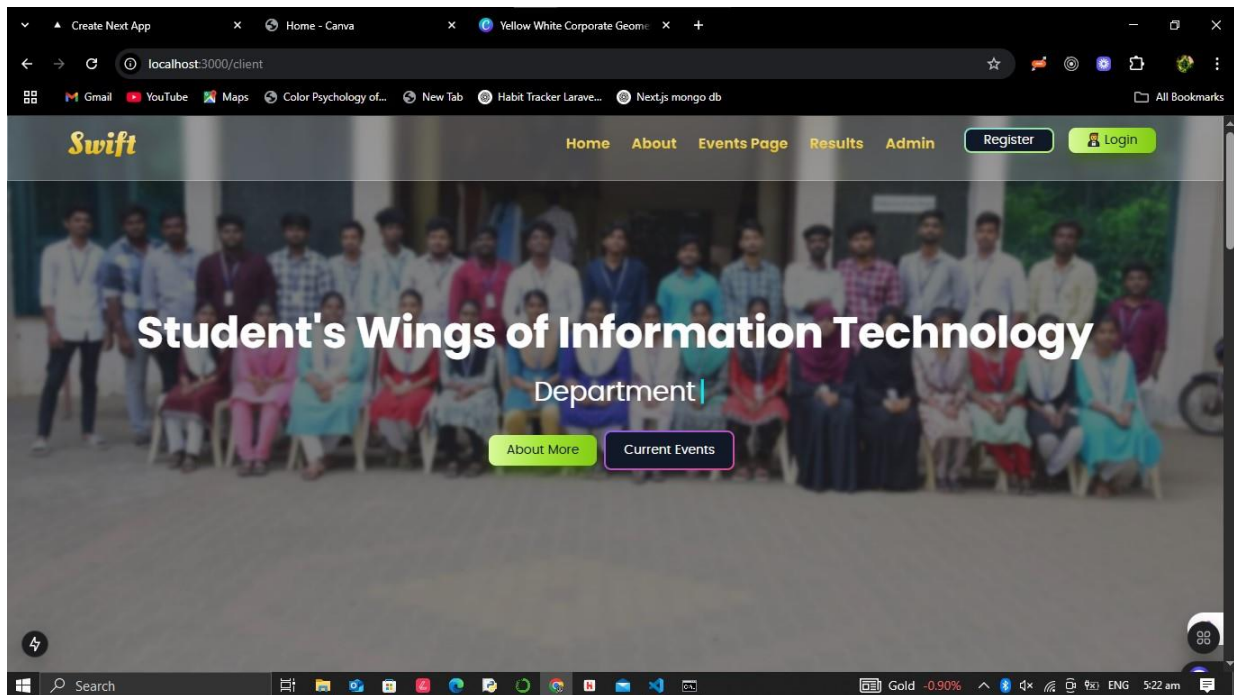 Create Next App
Home - Canva
Yellow White Corporate Geome
localhost:3000/client
Gmail YouTube Maps Color Psychology of... New Tab Habit Tracker Larave... Next.js mongo db All Bookmarks
Swift Home About Events Page Results Admin Register Login
Student's Wings of Information Technology
Department
About More Current Events
Search Gold -0.90% ENG 5:22 am